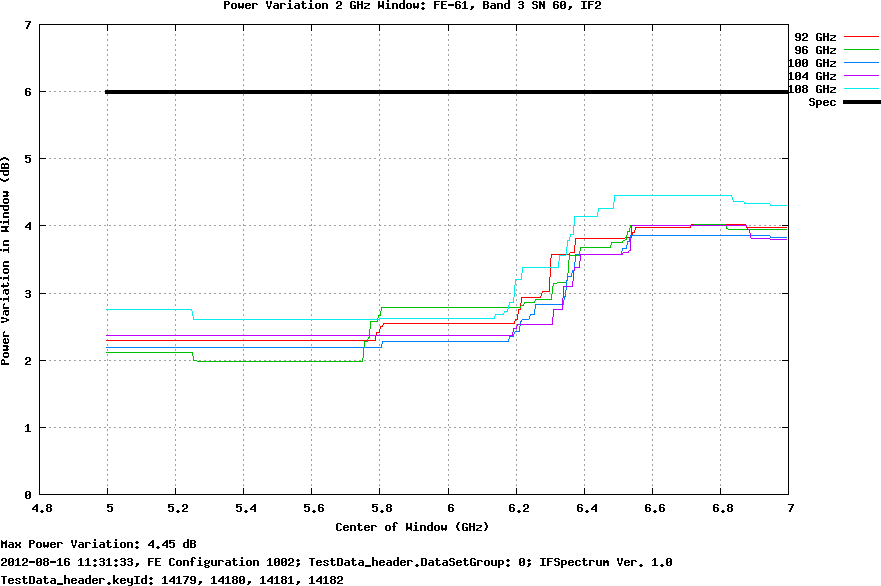 Power Variation 2 GHz Window: FE-61, Band 3 SN 60, IF2
7
6
5
4
3
2
1
0
Power Variation in Window (dB)
4.8 5 5.2 5.4 5.6 5.8 6 6.2 6.4 6.6 6.8 7
Center of Window (GHz)
92 GHz
96 GHz
100 GHz
104 GHz
108 GHz
Spec
Max Power Variation: 4.45 dB
2012-08-16 11:31:33, FE Configuration 1002; TestData_header.DataSetGroup: 0; IFSpectrum Ver. 1.0
TestData_header.keyId: 14179, 14180, 14181, 14182